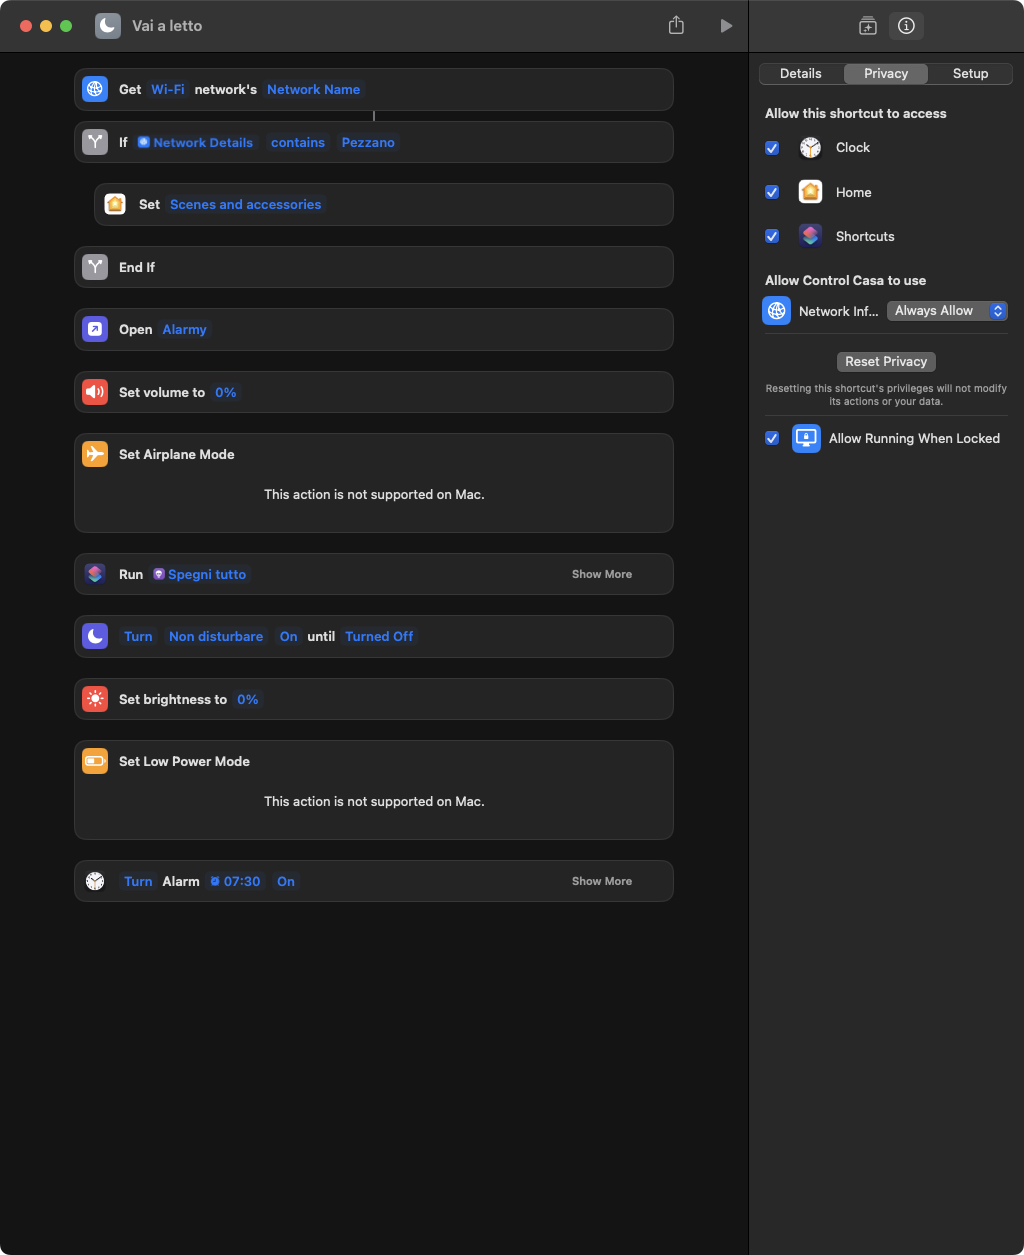 Vai a letto
Get Wi-Fi network's Network Name
If Network Details contains Pezzano
Set Scenes and accessories
End If
Open Alarmy
Set volume to 0%
Set Airplane Mode
This action is not supported on Mac.
Run Spegni tutto Show More
Turn Non disturbare On until Turned Off
Set brightness to 0%
Set Low Power Mode
This action is not supported on Mac.
Turn Alarm 07:30 On Show More
Details Privacy Setup
Allow this shortcut to access
Clock
Home
Shortcuts
Allow Control Casa to use
Network Inf... Always Allow
Reset Privacy
Resetting this shortcut's privileges will not modify
its actions or your data.
Allow Running When Locked